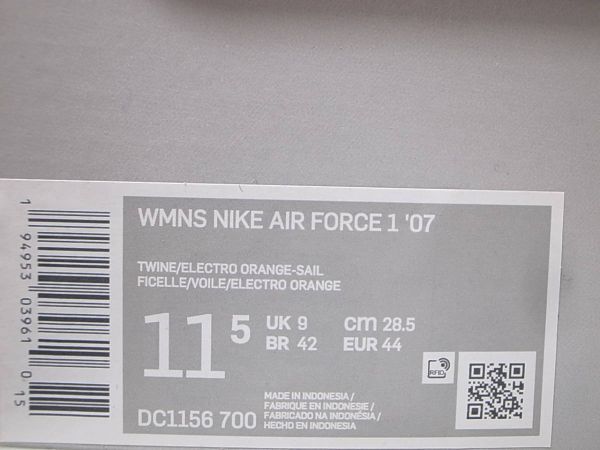 WMNS NIKE AIR FORCE 1 '07
TWINE/ELECTRO ORANGE-SAIL
FICELLE/VOILE/ELECTRO ORANGE
11 5
UK 9 cm 28.5
BR 42 EUR 44
RFID
DC1156 700
MADE IN INDONESIA/
FABRIQUE EN INDONESIE/
FABRICADO NA INDONÉSIA/
HECHO EN INDONESIA
1 94953 03961 0 15